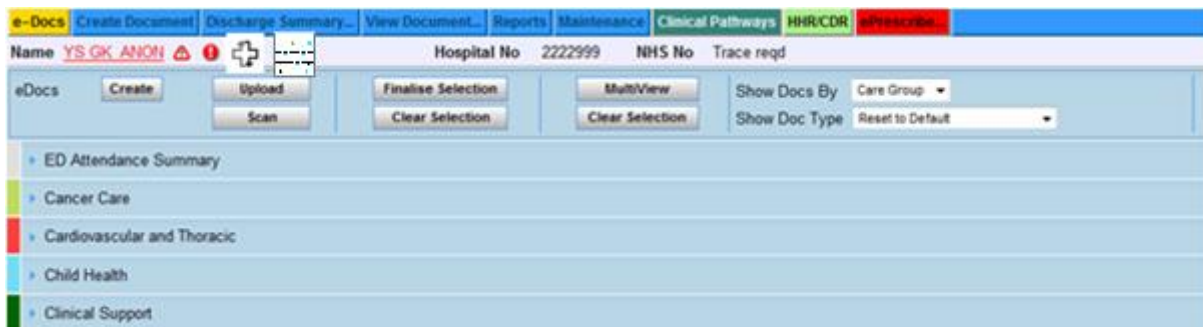 e-Docs Create Document Discharge Summary... View Document... Reports Maintenance Clinical Pathways HHR/CDR ePrescribe...
Name YS GK ANON Hospital No 2222999 NHS No Trace reqd
eDocs Create Upload Finalise Selection MultiView Show Docs By Care Group
Scan Clear Selection Clear Selection Show Doc Type Reset to Default
ED Attendance Summary
Cancer Care
Cardiovascular and Thoracic
Child Health
Clinical Support